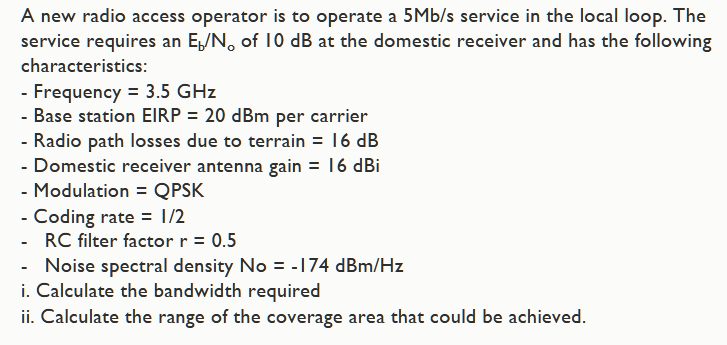 A new radio access operator is to operate a 5Mb/s service in the local loop. The
service requires an Eb/No of 10 dB at the domestic receiver and has the following
characteristics:
- Frequency = 3.5 GHz
- Base station EIRP = 20 dBm per carrier
- Radio path losses due to terrain = 16 dB
- Domestic receiver antenna gain = 16 dBi
- Modulation = QPSK
- Coding rate = 1/2
- RC filter factor r = 0.5
- Noise spectral density No = -174 dBm/Hz
i. Calculate the bandwidth required
ii. Calculate the range of the coverage area that could be achieved.